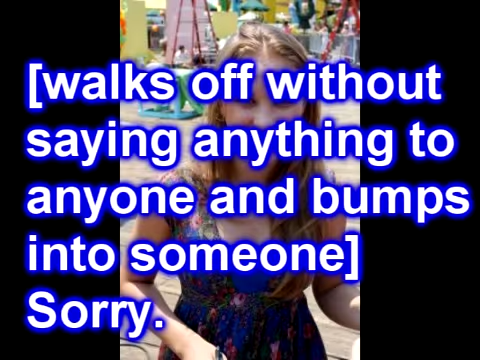 [walks off without
saying anything to
anyone and bumps
into someone]
Sorry.